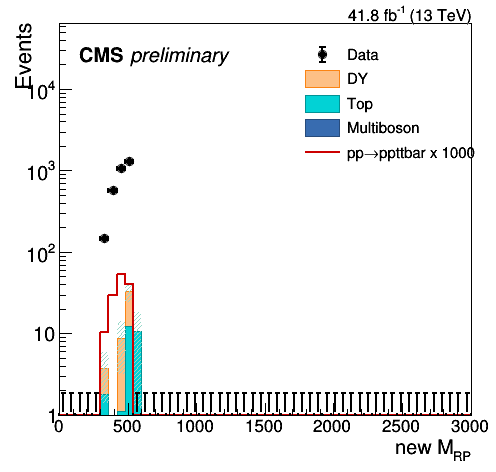 41.8 fb⁻¹ (13 TeV)
Events
CMS preliminary
Data
DY
Top
Multiboson
pp→ppttbar x 1000
10⁴
10³
10²
10
1
0 500 1000 1500 2000 2500 3000
new M_RP